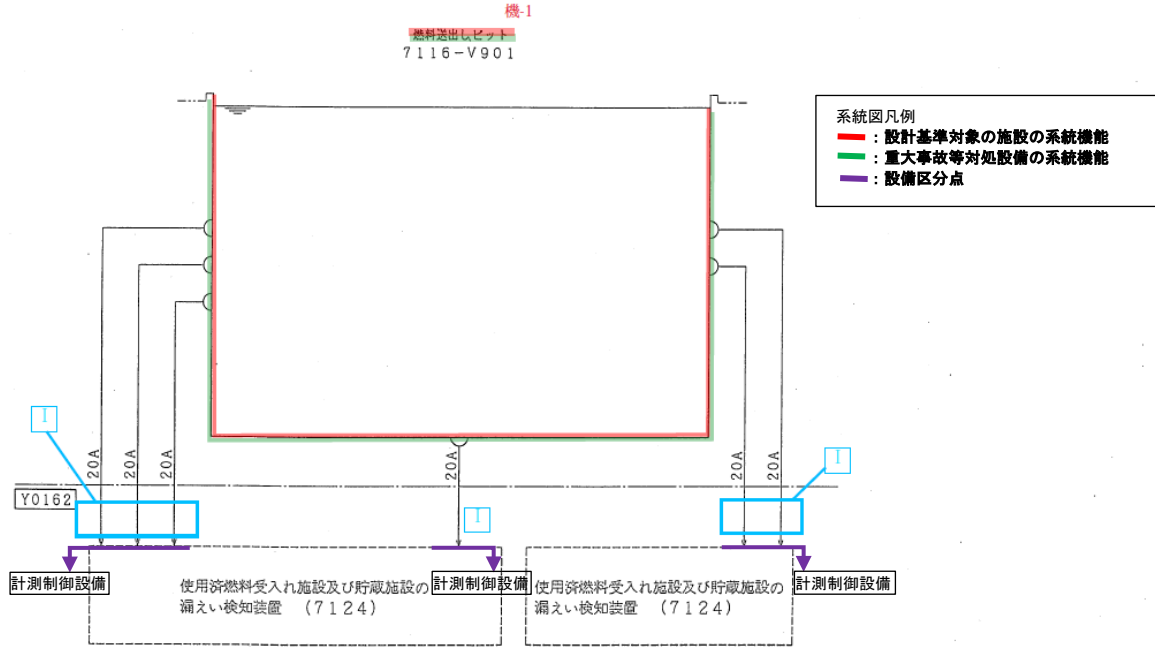 機-1
燃料送出しピット
7116-V901
系統図凡例
：設計基準対象の施設の系統機能
：重大事故等対処設備の系統機能
：設備区分点
I
I
20A
20A
20A
20A
20A
20A
Y0162
I
計測制御設備
使用済燃料受入れ施設及び貯蔵施設の
漏えい検知装置 （7124）
計測制御設備
使用済燃料受入れ施設及び貯蔵施設の
漏えい検知装置 （7124）
計測制御設備